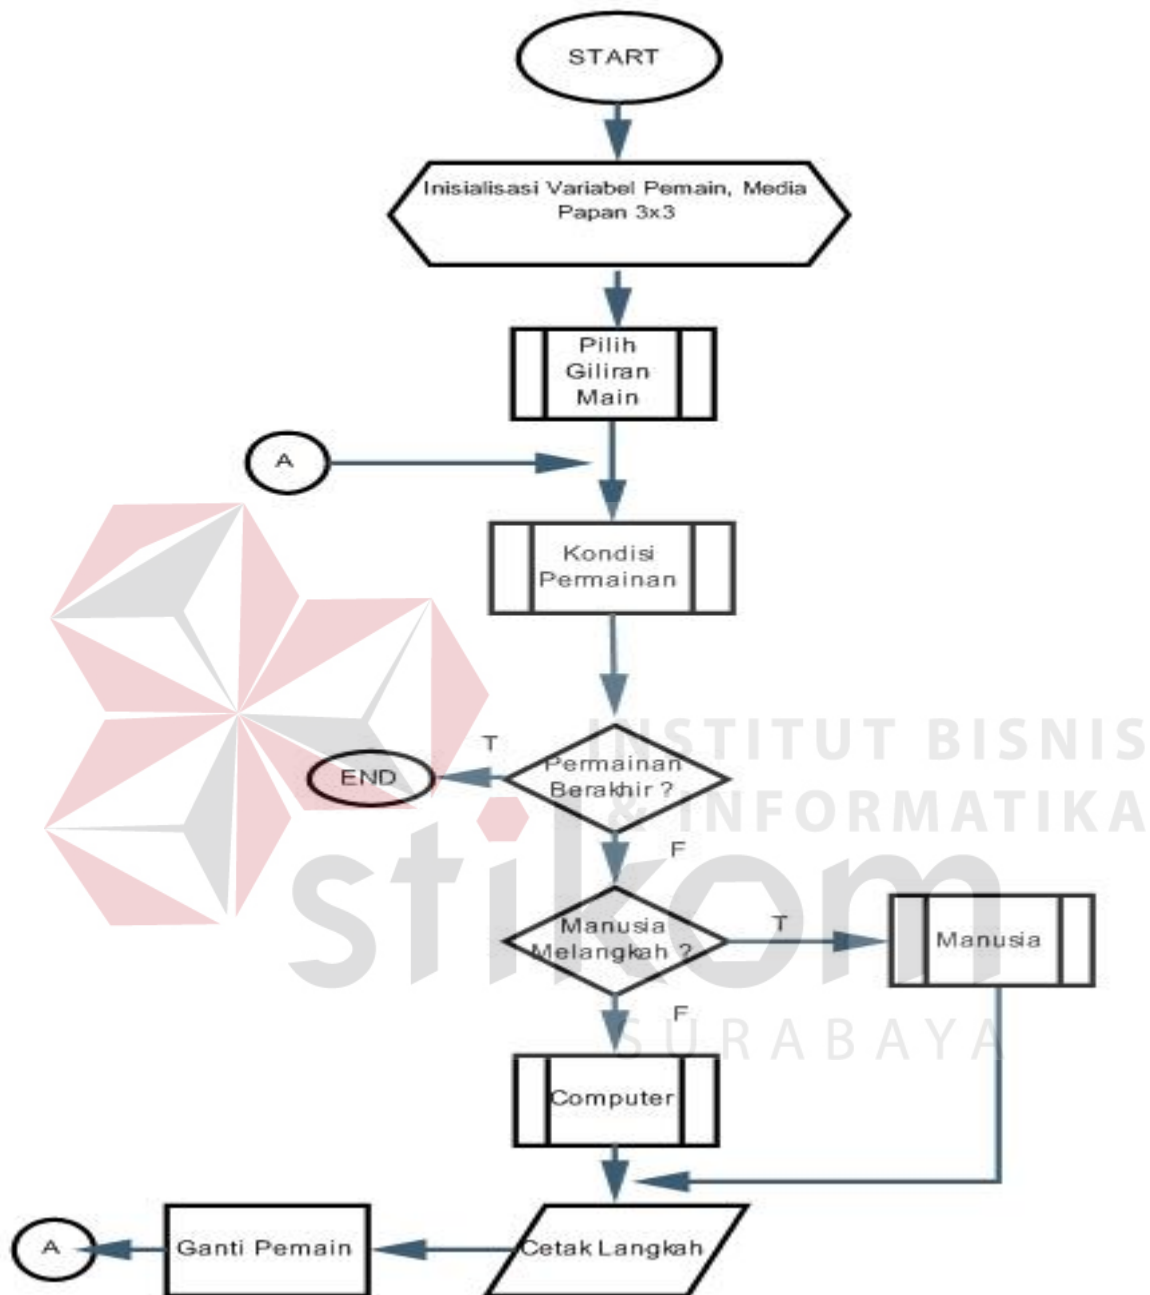 START
Inisialisasi Variabel Pemain, Media
Papan 3x3
Pilih
Giliran
Main
A
Kondisi
Permainan
T
END
Permainan
Berakhir ?
INSTITUT BISNIS
& INFORMATIKA
F
stikom
Manusia
Melangkah ?
T
Manusia
F
SURABAYA
Computer
A
Ganti Pemain
Cetak Langkah